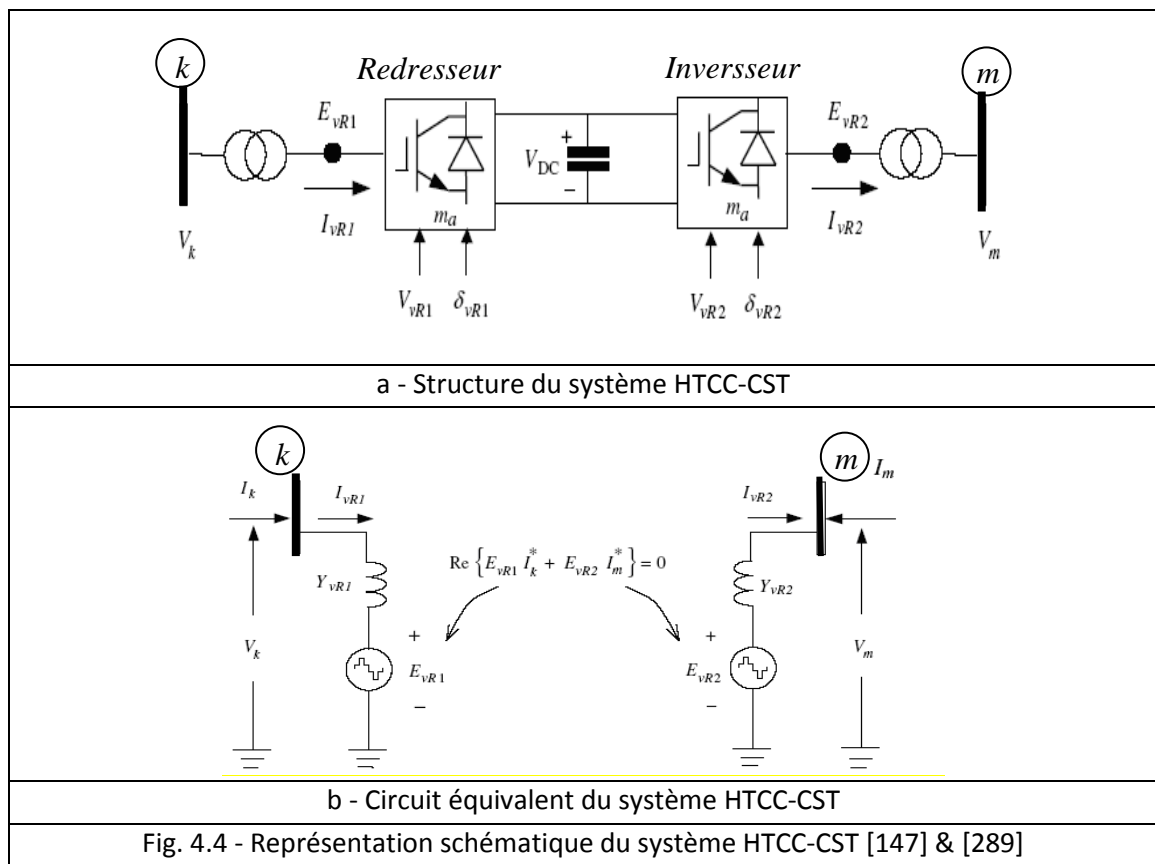 k
Redresseur
Inversseur
m
E_vR1
E_vR2
V_DC
+
−
I_vR1
m_a
m_a
I_vR2
V_k
V_m
V_vR1 δ_vR1
V_vR2 δ_vR2
a - Structure du système HTCC-CST
k
m
I_k
I_vR1
I_vR2
I_m
Re {E_vR1 I_k^* + E_vR2 I_m^*} = 0
Y_vR1
Y_vR2
V_k
+
E_vR1
−
+
E_vR2
−
V_m
b - Circuit équivalent du système HTCC-CST
Fig. 4.4 - Représentation schématique du système HTCC-CST [147] & [289]